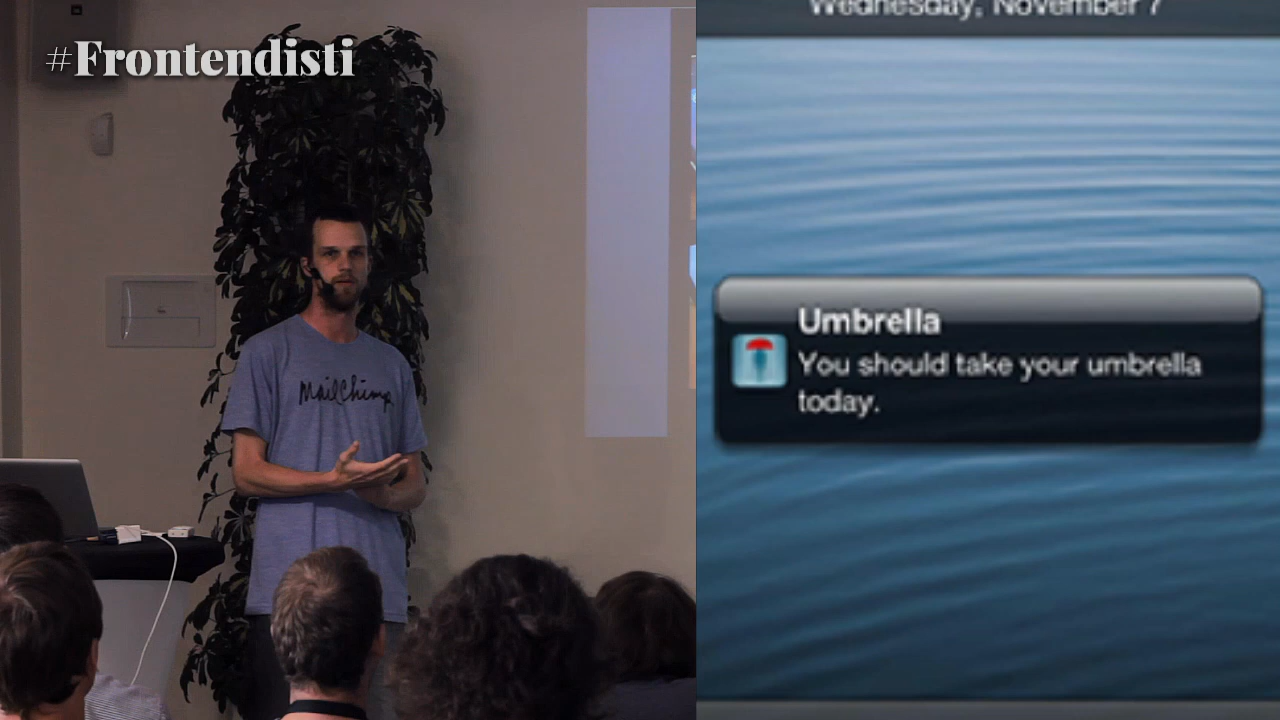 #Frontendisti
MailChimp
Wednesday, November 7
Umbrella
You should take your umbrella
today.